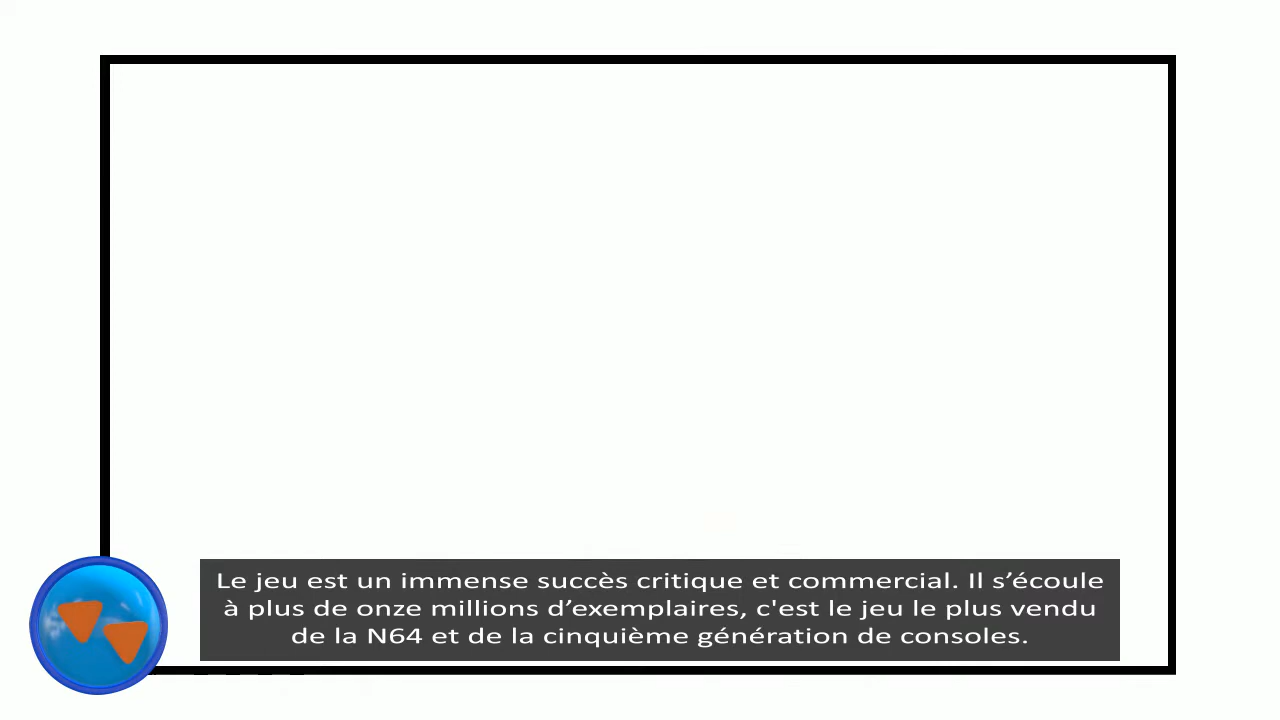 Le jeu est un immense succès critique et commercial. Il s’écoule
à plus de onze millions d’exemplaires, c'est le jeu le plus vendu
de la N64 et de la cinquième génération de consoles.